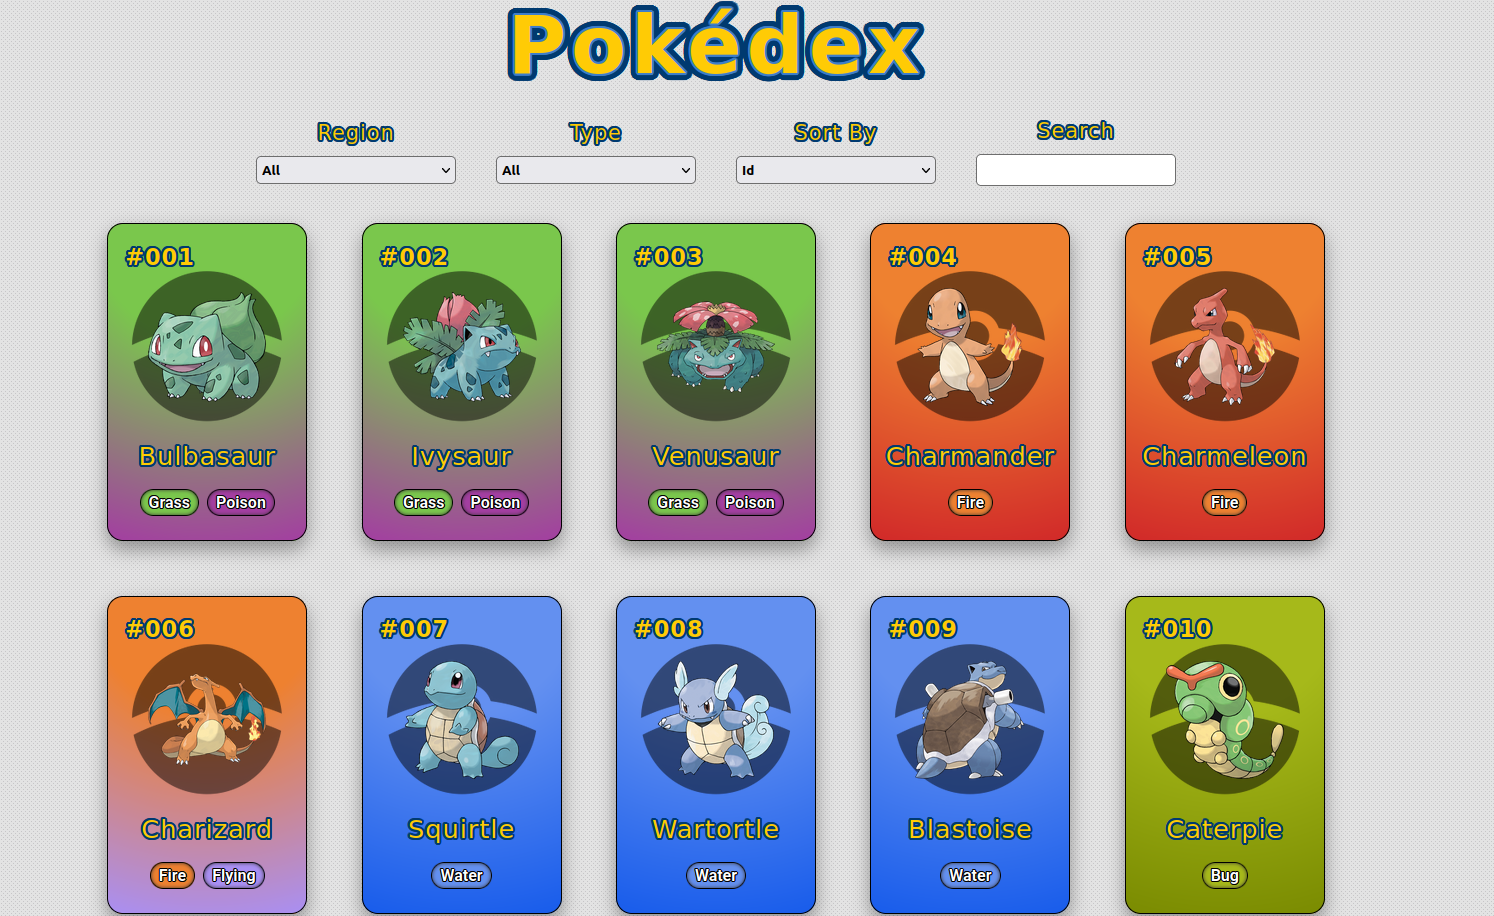 Pokédex
Region Type Sort By Search
All All Id
#001 #002 #003 #004 #005
Bulbasaur Ivysaur Venusaur Charmander Charmeleon
Grass Poison Grass Poison Grass Poison Fire Fire
#006 #007 #008 #009 #010
Charizard Squirtle Wartortle Blastoise Caterpie
Fire Flying Water Water Water Bug